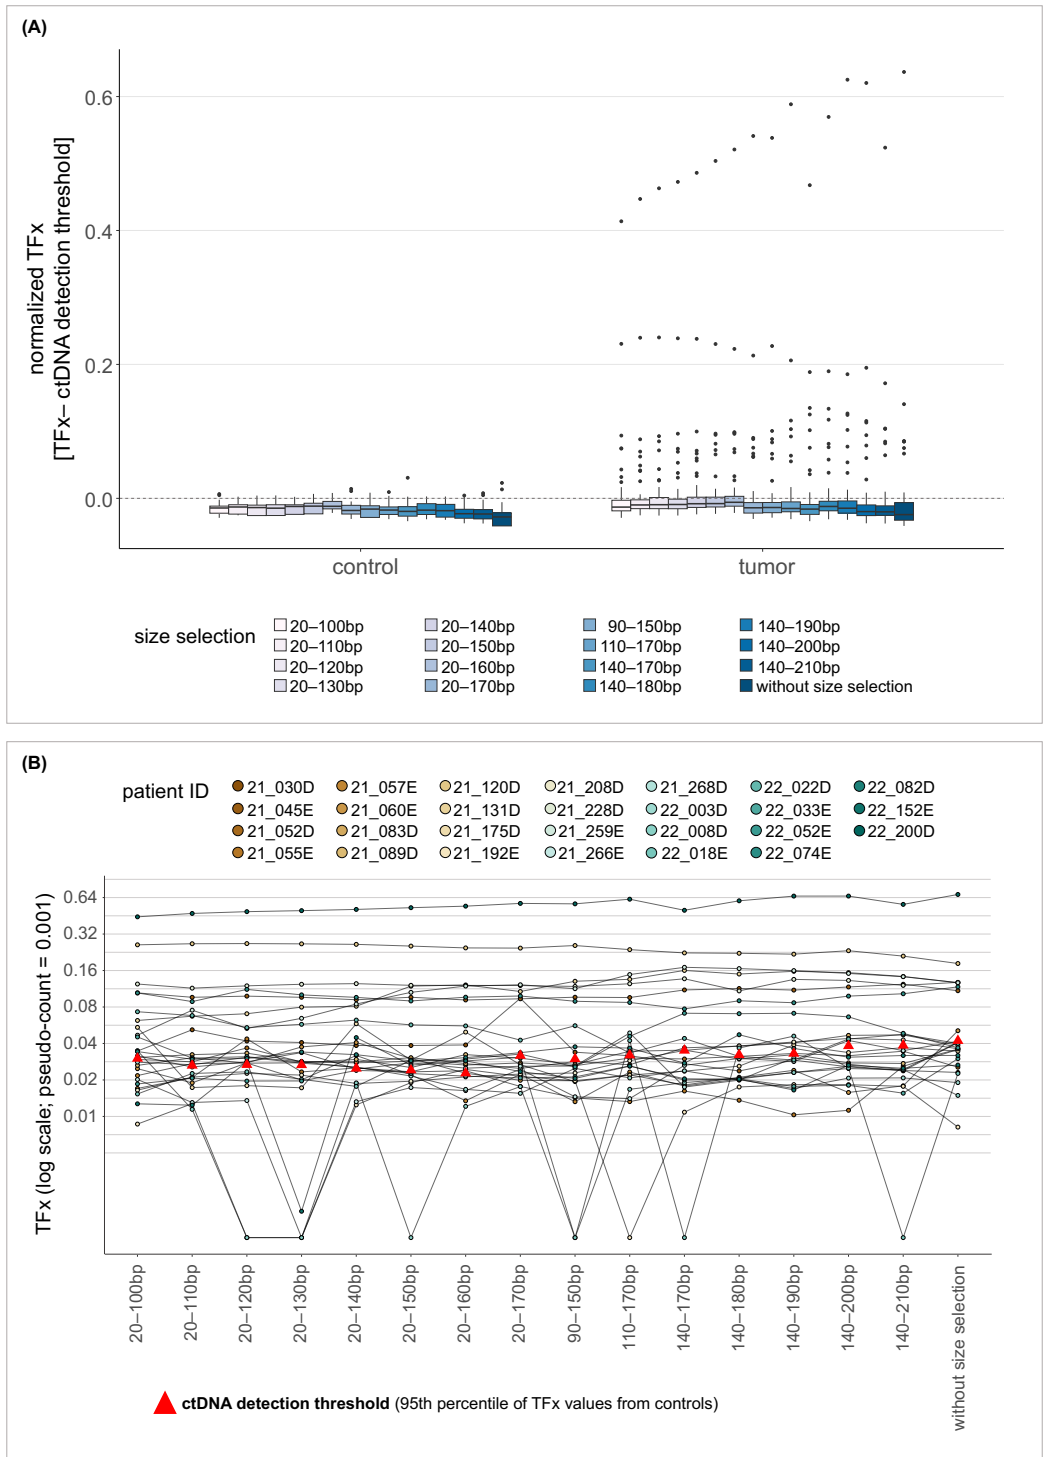 (A)
normalized TFx
[TFx– ctDNA detection threshold]
0.6
0.4
0.2
0.0
control
tumor
size selection
20–100bp
20–110bp
20–120bp
20–130bp
20–140bp
20–150bp
20–160bp
20–170bp
90–150bp
110–170bp
140–170bp
140–180bp
140–190bp
140–200bp
140–210bp
without size selection
(B)
patient ID
21_030D
21_045E
21_052D
21_055E
21_057E
21_060E
21_083D
21_089D
21_120D
21_131D
21_175D
21_192E
21_208D
21_228D
21_259E
21_266E
21_268D
22_003D
22_008D
22_018E
22_022D
22_033E
22_052E
22_074E
22_082D
22_152E
22_200D
TFx (log scale; pseudo-count = 0.001)
0.64
0.32
0.16
0.08
0.04
0.02
0.01
20–100bp
20–110bp
20–120bp
20–130bp
20–140bp
20–150bp
20–160bp
20–170bp
90–150bp
110–170bp
140–170bp
140–180bp
140–190bp
140–200bp
140–210bp
without size selection
ctDNA detection threshold (95th percentile of TFx values from controls)